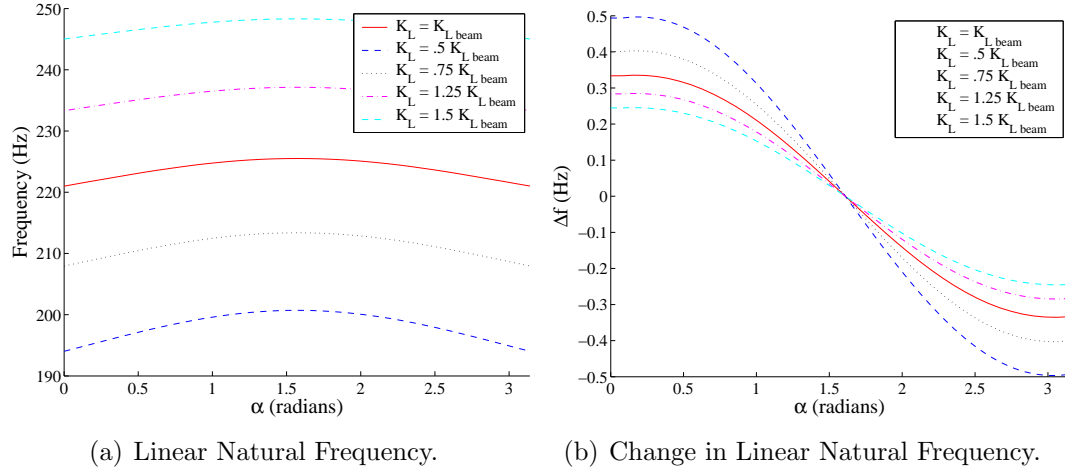 250
240
230
220
210
200
190
Frequency (Hz)
0 0.5 1 1.5 2 2.5 3
α (radians)
K_L = K_L beam
K_L = .5 K_L beam
K_L = .75 K_L beam
K_L = 1.25 K_L beam
K_L = 1.5 K_L beam
(a) Linear Natural Frequency.
0.5
0.4
0.3
0.2
0.1
0
−0.1
−0.2
−0.3
−0.4
−0.5
Δf (Hz)
0 0.5 1 1.5 2 2.5 3
α (radians)
K_L = K_L beam
K_L = .5 K_L beam
K_L = .75 K_L beam
K_L = 1.25 K_L beam
K_L = 1.5 K_L beam
(b) Change in Linear Natural Frequency.